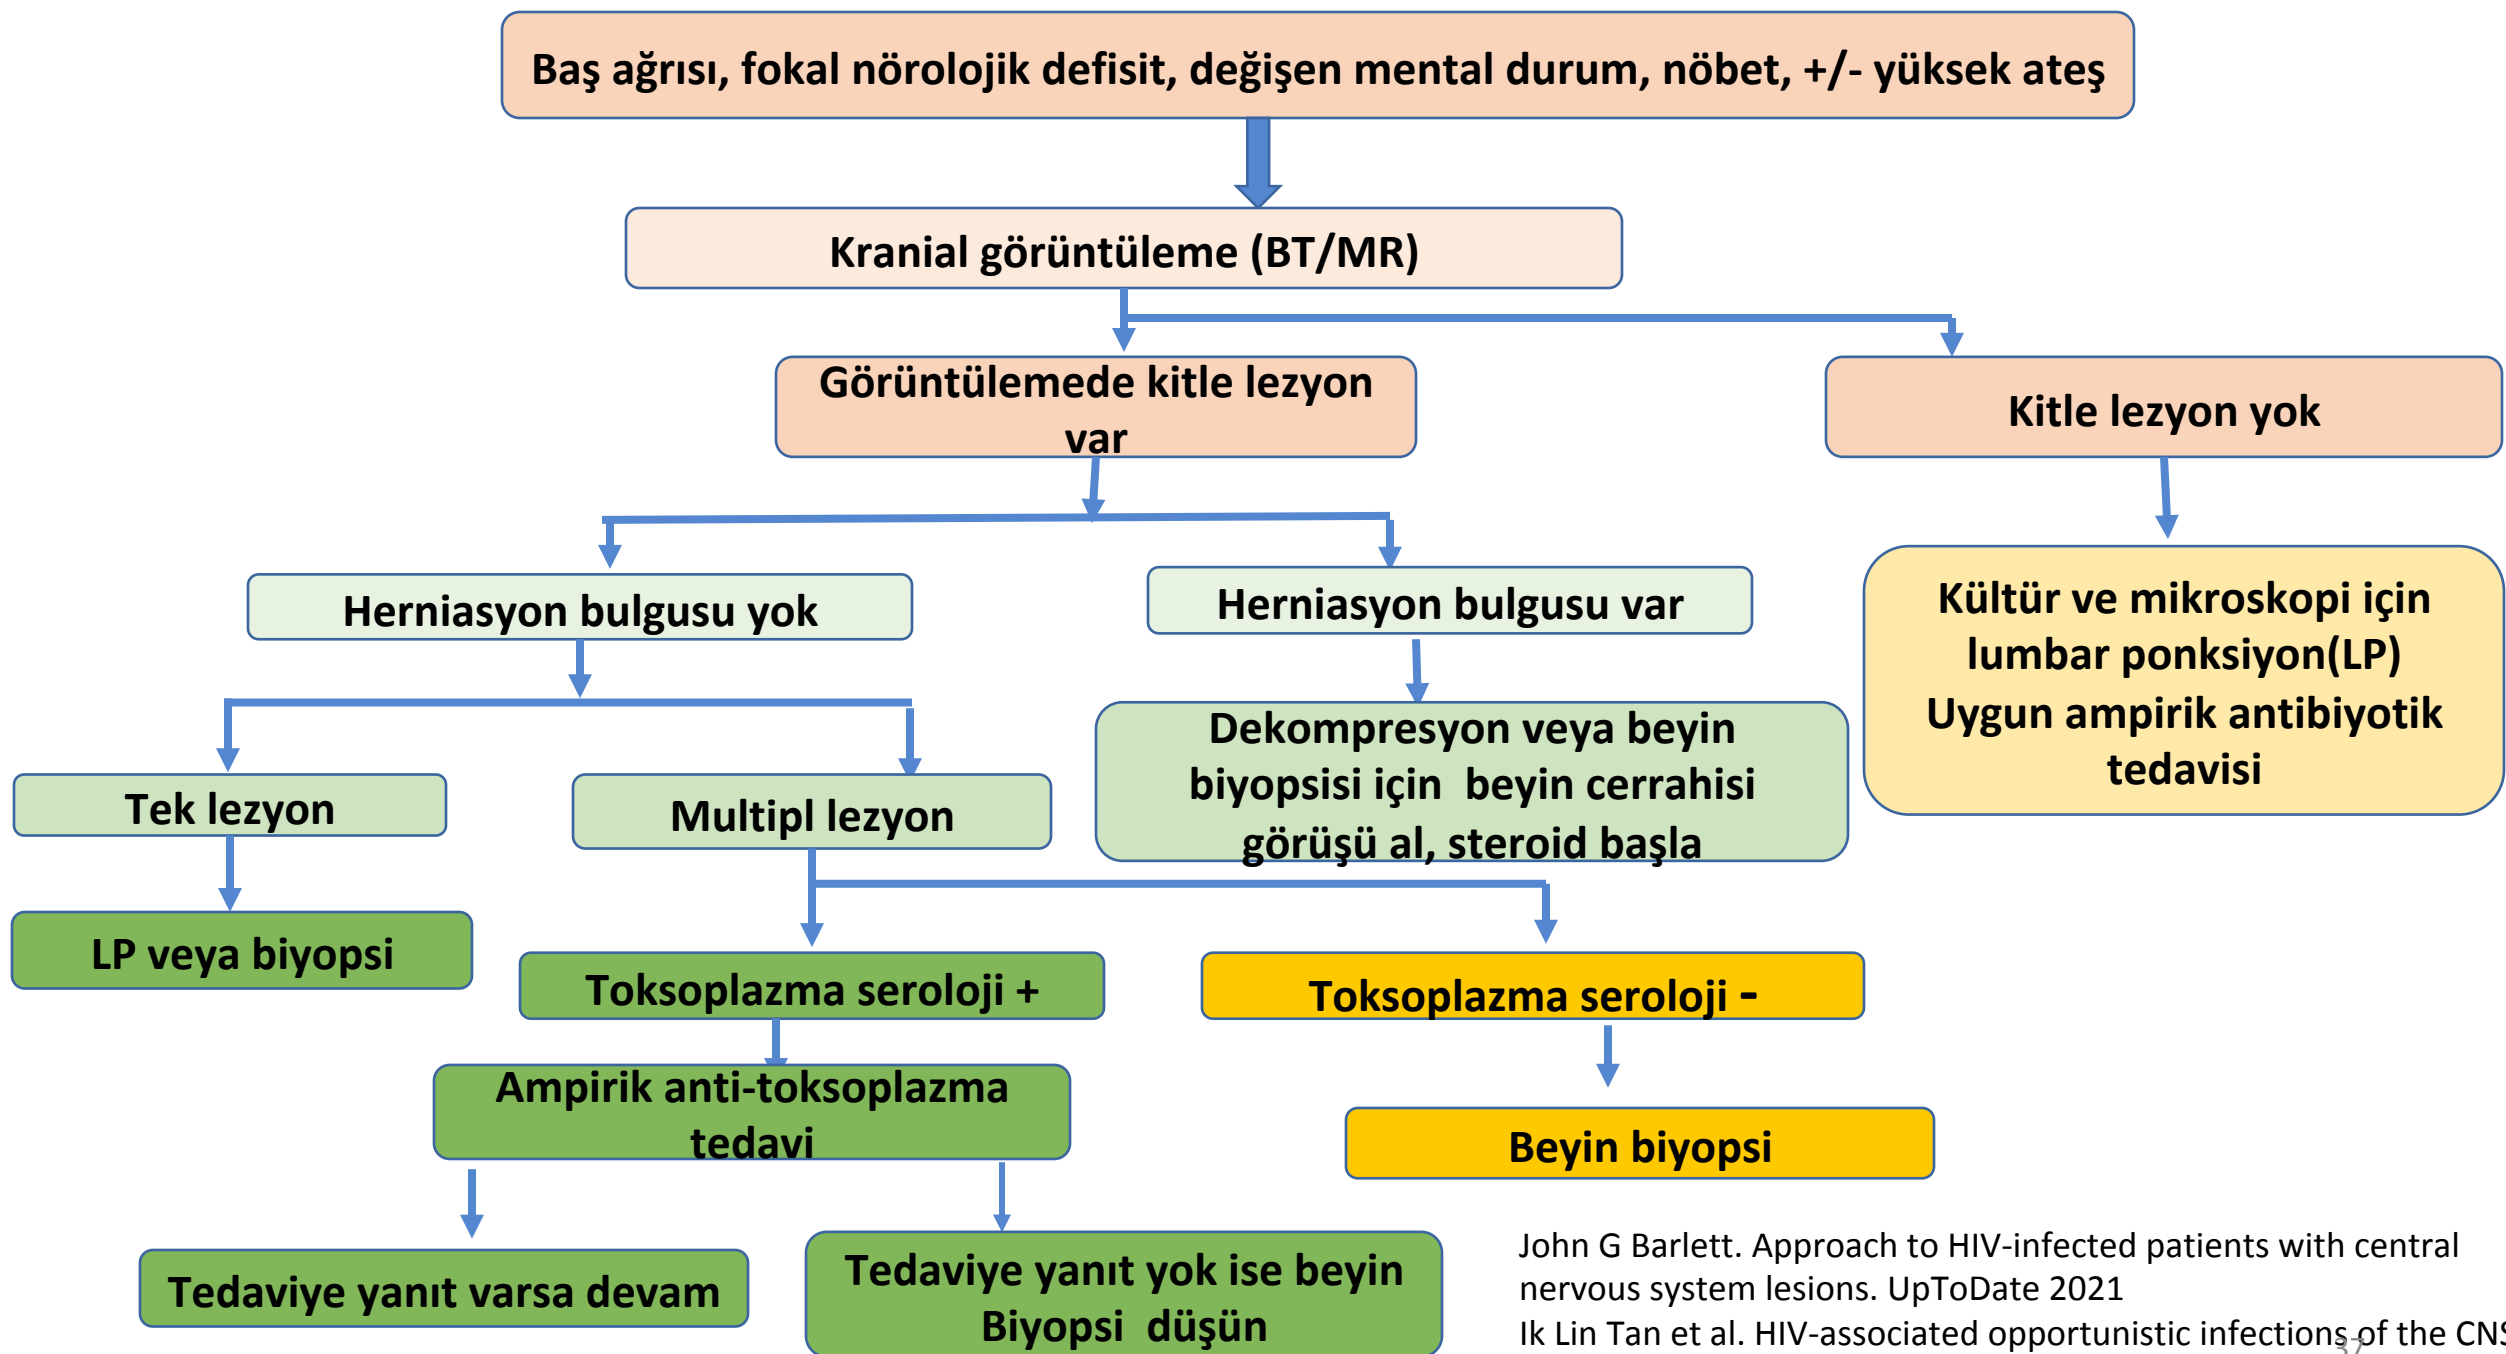 Baş ağrısı, fokal nörolojik defisit, değişen mental durum, nöbet, +/- yüksek ateş
Kranial görüntüleme (BT/MR)
Görüntülemede kitle lezyon
var
Kitle lezyon yok
Herniasyon bulgusu yok
Herniasyon bulgusu var
Kültür ve mikroskopi için
lumbar ponksiyon(LP)
Uygun ampirik antibiyotik
tedavisi
Dekompresyon veya beyin
biyopsisi için  beyin cerrahisi
görüşü al, steroid başla
Tek lezyon
Multipl lezyon
LP veya biyopsi
Toksoplazma seroloji +
Toksoplazma seroloji -
Ampirik anti-toksoplazma
tedavi
Beyin biyopsi
Tedaviye yanıt varsa devam
Tedaviye yanıt yok ise beyin
Biyopsi  düşün
John G Barlett. Approach to HIV-infected patients with central
nervous system lesions. UpToDate 2021
Ik Lin Tan et al. HIV-associated opportunistic infections of the CNS
37